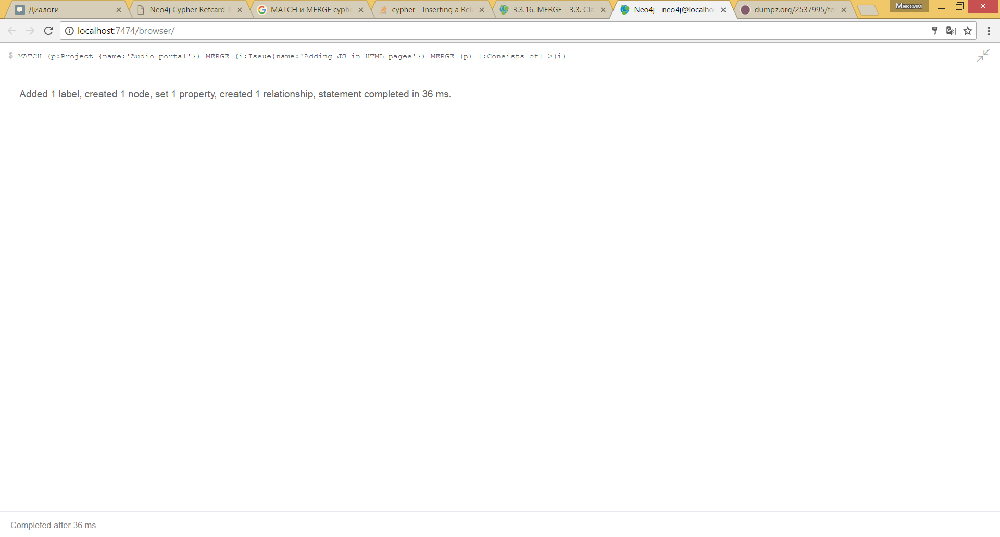 Диалоги
Neo4j Cypher Refcard 3
MATCH и MERGE cyphe
cypher - Inserting a Rel
3.3.16. MERGE - 3.3. Cla
Neo4j - neo4j@localho
dumpz.org/2537995/te
Максим
localhost:7474/browser/
$ MATCH (p:Project {name:'Audio portal'}) MERGE (i:Issue{name:'Adding JS in HTML pages'}) MERGE (p)-[:Consists_of]->(i)
Added 1 label, created 1 node, set 1 property, created 1 relationship, statement completed in 36 ms.
Completed after 36 ms.